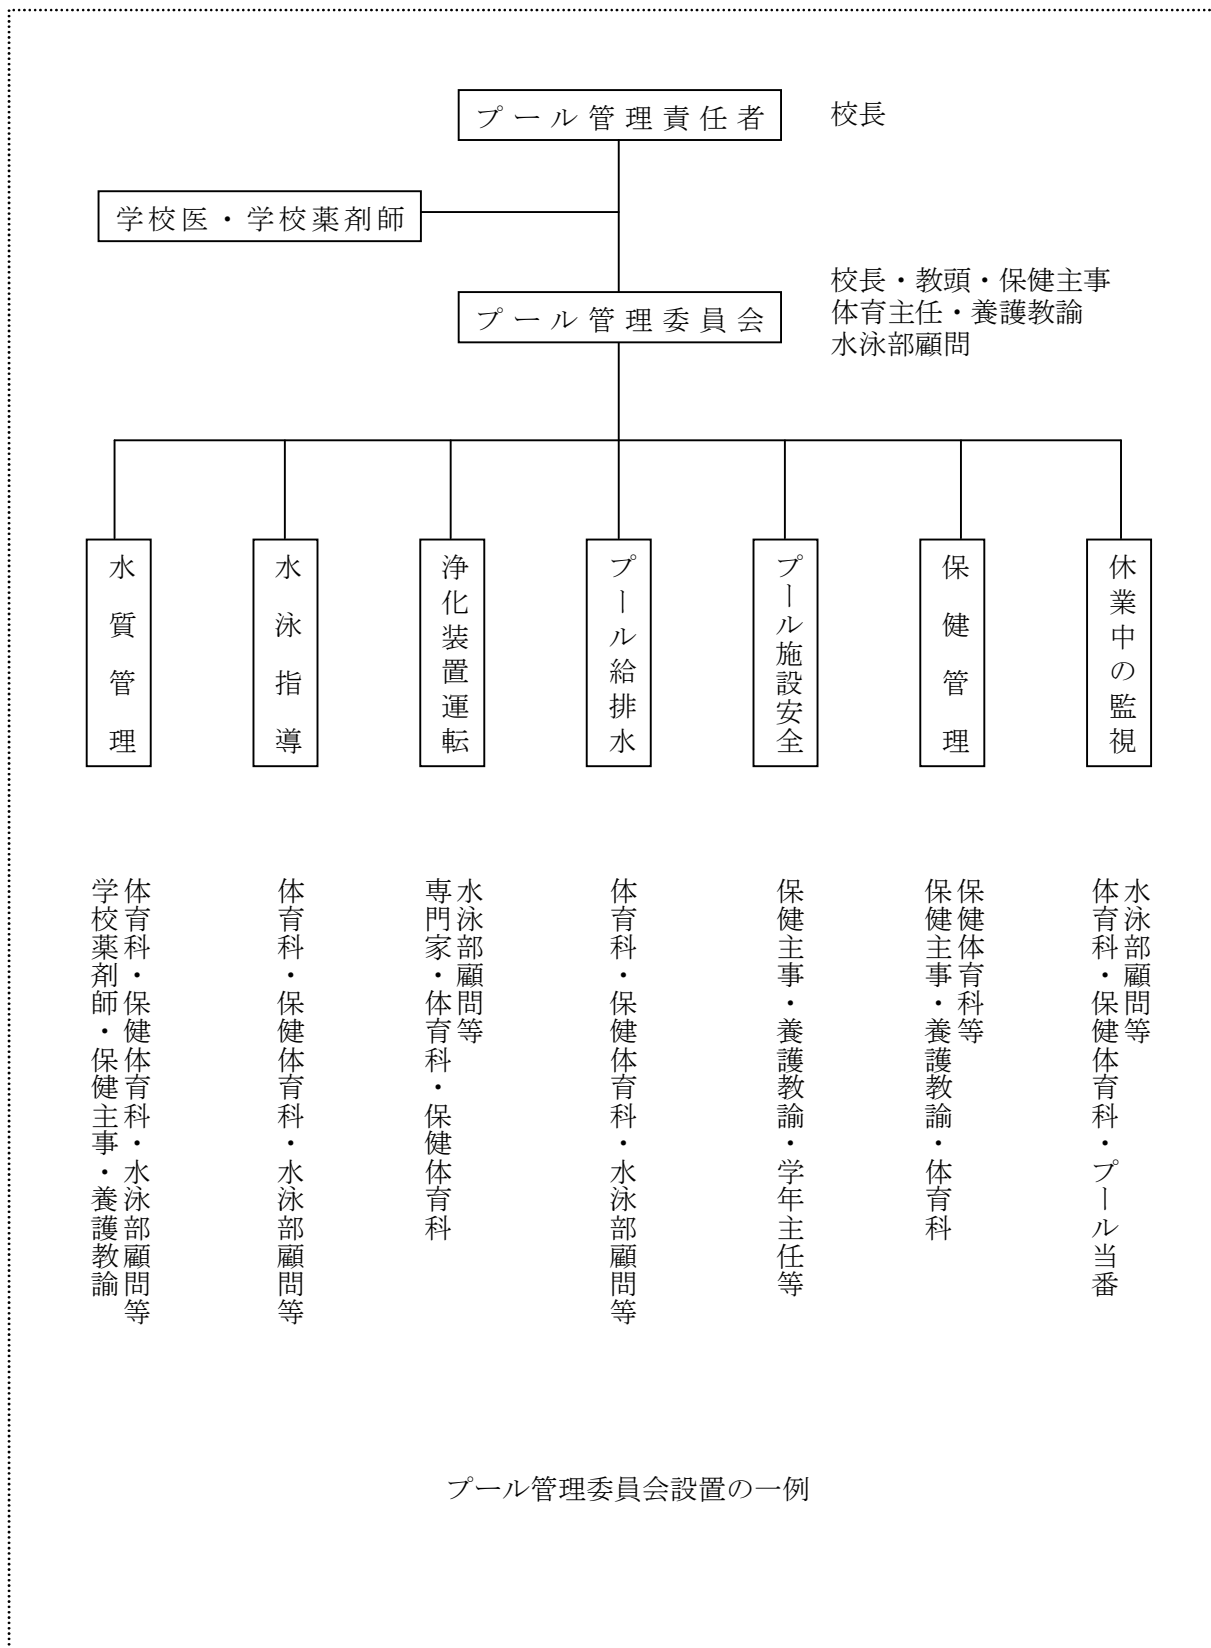 プール管理責任者
校長
学校医・学校薬剤師
プール管理委員会
校長・教頭・保健主事
体育主任・養護教諭
水泳部顧問
水質管理
水泳指導
浄化装置運転
プール給排水
プール施設安全
保健管理
休業中の監視
体育科・保健体育科・水泳部顧問等
学校薬剤師・保健主事・養護教諭
体育科・保健体育科・水泳部顧問等
水泳部顧問等
専門家・体育科・保健体育科
体育科・保健体育科・水泳部顧問等
保健主事・養護教諭・学年主任等
保健体育科等
保健主事・養護教諭・体育科
水泳部顧問等
体育科・保健体育科・プール当番
プール管理委員会設置の一例